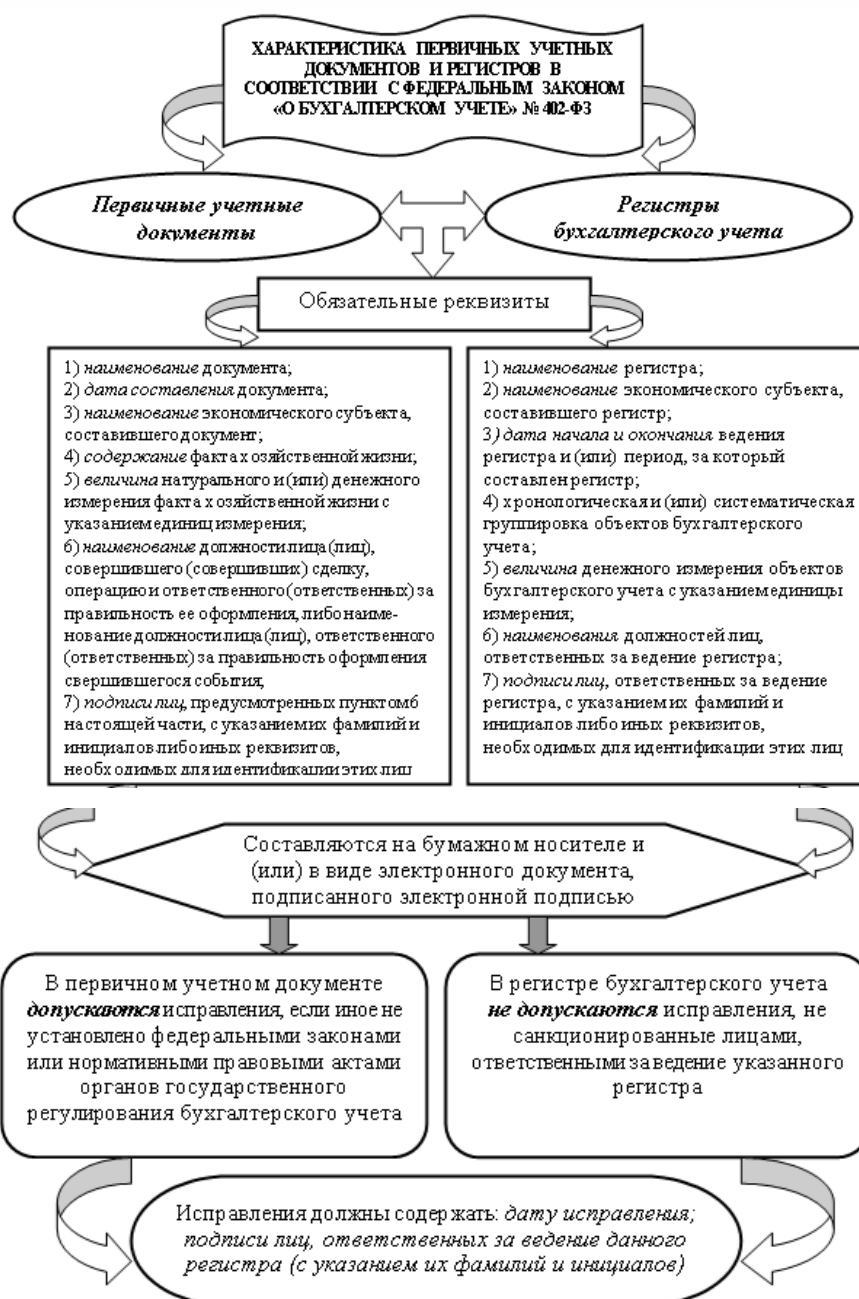 ХАРАКТЕРИСТИКА ПЕРВИЧНЫХ УЧЕТНЫХ
ДОКУМЕНТОВ И РЕГИСТРОВ В
СООТВЕТСТВИИ С ФЕДЕРАЛЬНЫМ ЗАКОНОМ
«О БУХГАЛТЕРСКОМ УЧЕТЕ» № 402-ФЗ
Первичные учетные
документы
Регистры
бухгалтерского учета
Обязательные реквизиты
1) наименование документа;
2) дата составления документа;
3) наименование экономического субъекта,
составившего документ;
4) содержание факта хозяйственной жизни;
5) величина натурального и (или) денежного
измерения факта хозяйственной жизни с
указанием единиц измерения;
6) наименование должности лица (лиц),
совершившего (совершивших) сделку,
операцию и ответственного (ответственных) за
правильность ее оформления, либо наиме-
нование должности лица (лиц), ответственного
(ответственных) за правильность оформления
свершившегося события;
7) подписи лиц, предусмотренных пунктом 6
настоящей части, с указанием их фамилий и
инициалов либо иных реквизитов,
необходимых для идентификации этих лиц
1) наименование регистра;
2) наименование экономического субъекта,
составившего регистр;
3) дата начала и окончания ведения
регистра и (или) период, за который
составлен регистр;
4) хронологическая и (или) систематическая
группировка объектов бухгалтерского
учета;
5) величина денежного измерения объектов
бухгалтерского учета с указанием единицы
измерения;
6) наименования должностей лиц,
ответственных за ведение регистра;
7) подписи лиц, ответственных за ведение
регистра, с указанием их фамилий и
инициалов либо иных реквизитов,
необходимых для идентификации этих лиц
Составляются на бумажном носителе и
(или) в виде электронного документа,
подписанного электронной подписью
В первичном учетном документе
допускаются исправления, если иное не
установлено федеральными законами
или нормативными правовыми актами
органов государственного
регулирования бухгалтерского учета
В регистре бухгалтерского учета
не допускаются исправления, не
санкционированные лицами,
ответственными за ведение указанного
регистра
Исправления должны содержать: дату исправления;
подписи лиц, ответственных за ведение данного
регистра (с указанием их фамилий и инициалов)